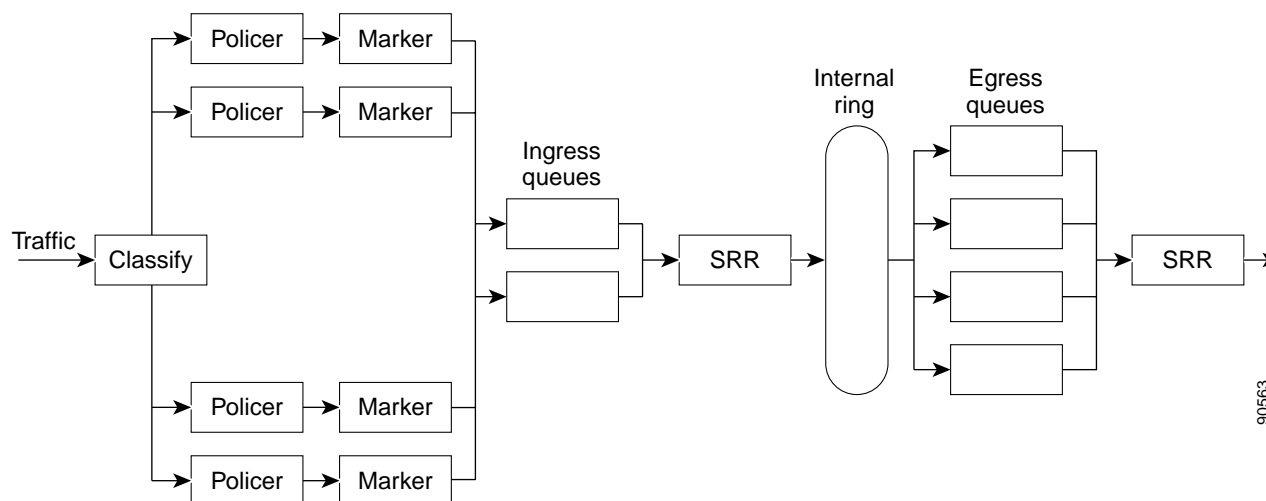 Policer
Marker
Policer
Marker
Internal
ring
Egress
queues
Ingress
queues
Traffic
Classify
SRR
SRR
Policer
Marker
Policer
Marker
90563